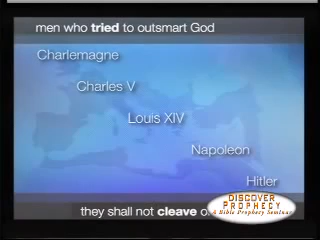 men who tried to outsmart God
Charlemagne
Charles V
Louis XIV
Napoleon
Hitler
they shall not cleave
DISCOVER
PROPHECY
A Bible Prophecy Seminar